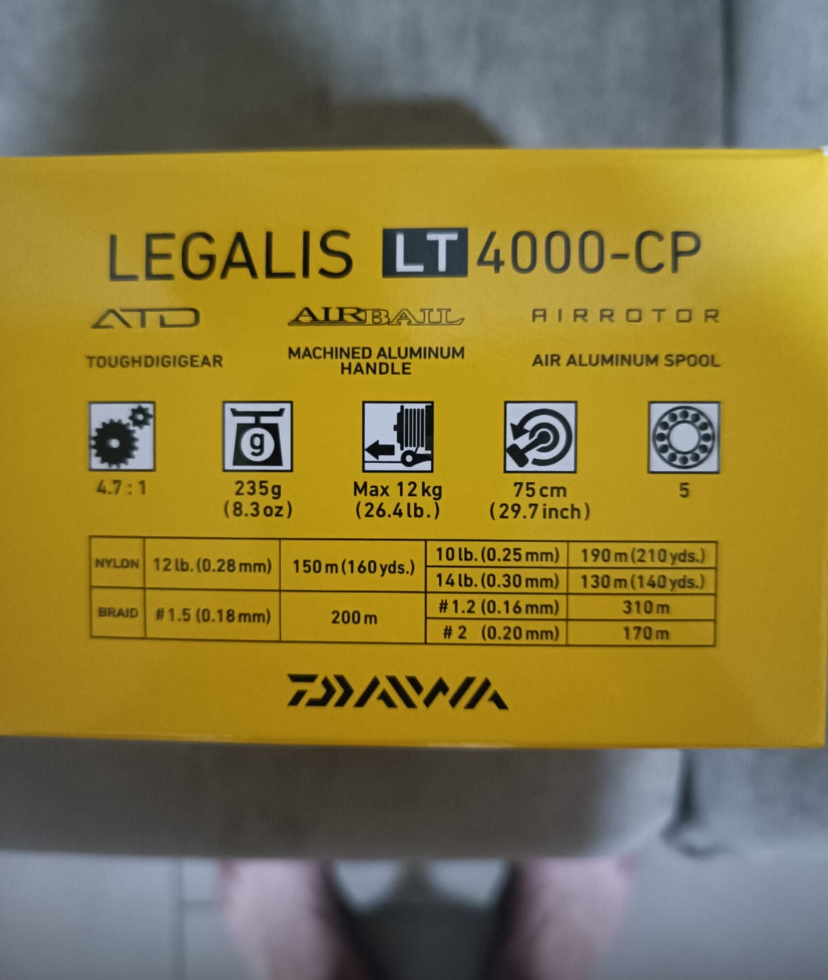 LEGALIS LT 4000-CP
ATD AIRBAIL AIRROTOR
TOUGHDIGIGEAR MACHINED ALUMINUM HANDLE AIR ALUMINUM SPOOL
g
4.7 : 1 235g (8.3 oz) Max 12 kg (26.4 lb.) 75 cm (29.7 inch) 5
NYLON 12 lb. (0.28 mm) 150 m (160 yds.) 10 lb. (0.25 mm) 190 m (210 yds.)
14 lb. (0.30 mm) 130 m (140 yds.)
BRAID #1.5 (0.18 mm) 200 m #1.2 (0.16 mm) 310 m
#2 (0.20 mm) 170 m
DAIWA